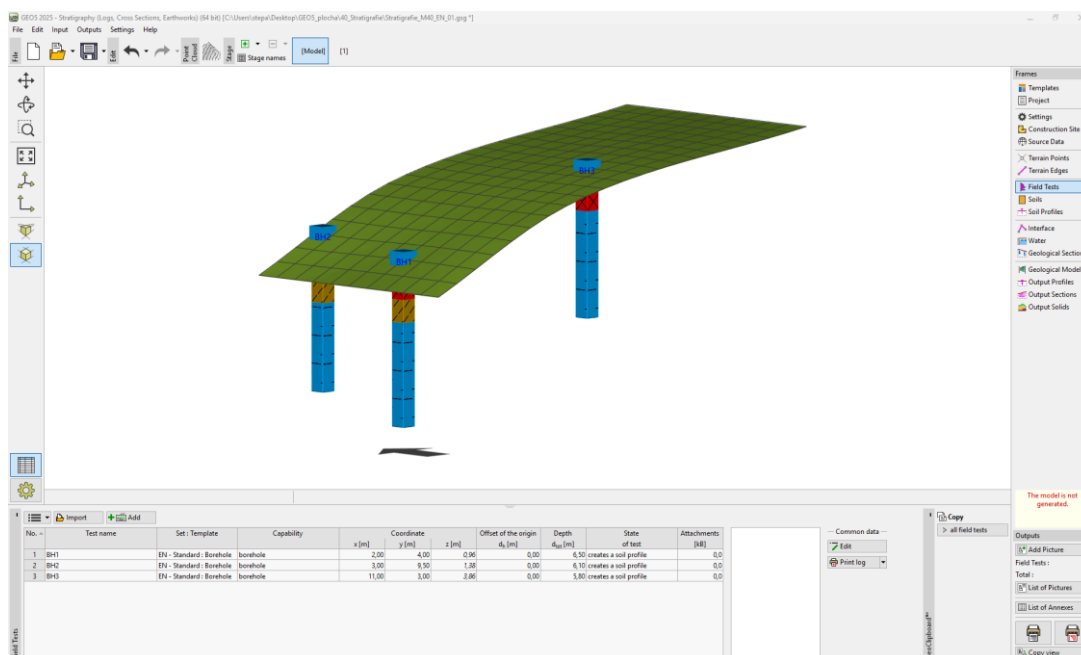 GEO5 2025 - Stratigraphy (Logs, Cross Sections, Earthworks) (64 bit) [C:\Users\stepa\Desktop\GEO5_plocha\40_Stratigrafie\Stratigrafie_M40_EN_01.gsg *]
File Edit Input Outputs Settings Help
File
Edit
Point Cloud
Stage
Stage names
[Model]
[1]
BH3
BH2
BH1
Frames
Templates
Project
Settings
Construction Site
Source Data
Terrain Points
Terrain Edges
Field Tests
Soils
Soil Profiles
Interface
Water
Geological Section
Geological Model
Output Profiles
Output Sections
Output Solids
The model is not
generated.
Outputs
Add Picture
Field Tests :
Total :
List of Pictures
List of Annexes
Copy view
Import Add
No. Test name Set : Template Capability Coordinate Offset of the origin Depth State Attachments
x [m] y [m] z [m] dₕ [m] dₜₒₜ [m] of test [kB]
1 BH1 EN - Standard : Borehole borehole 2,00 4,00 0,96 0,00 6,50 creates a soil profile 0,0
2 BH2 EN - Standard : Borehole borehole 3,00 9,50 1,38 0,00 6,10 creates a soil profile 0,0
3 BH3 EN - Standard : Borehole borehole 11,00 3,00 3,86 0,00 5,80 creates a soil profile 0,0
Common data
Edit
Print log
Copy
> all field tests